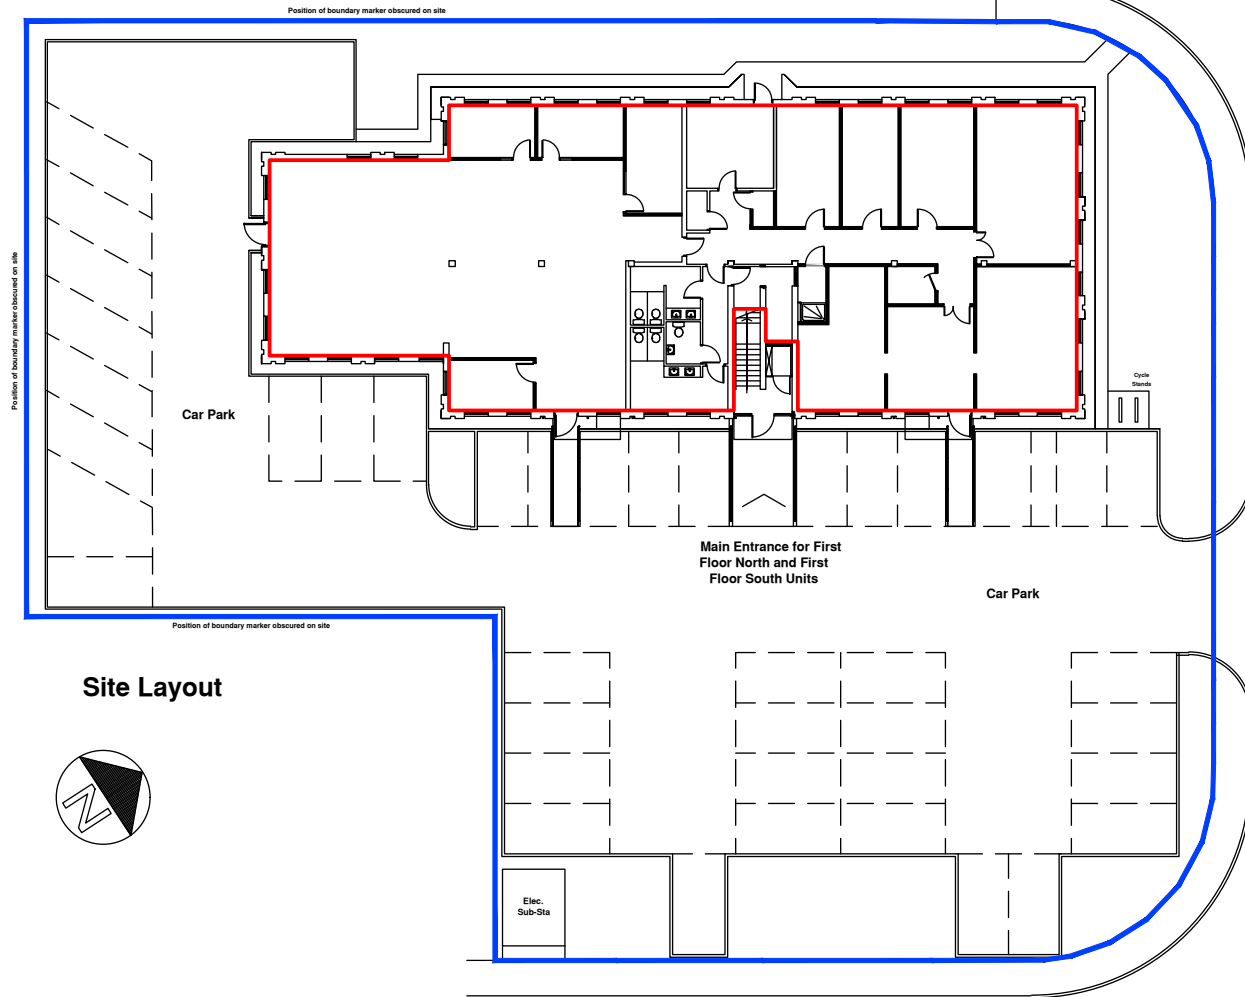 Position of boundary marker obscured on site
Position of boundary marker obscured on site
Cycle
Stands
Car Park
Main Entrance for First
Floor North and First
Floor South Units
Car Park
Position of boundary marker obscured on site
Site Layout
N
Elec.
Sub-Sta